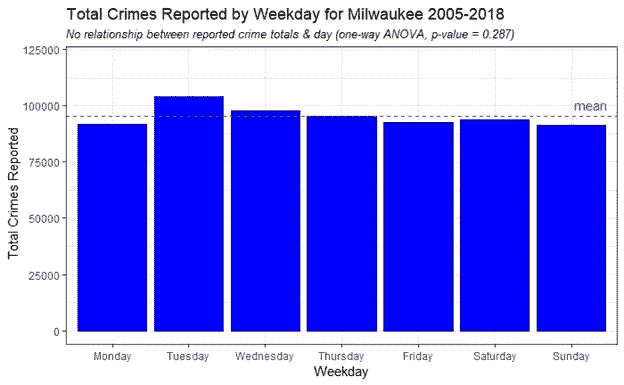 Total Crimes Reported by Weekday for Milwaukee 2005-2018
No relationship between reported crime totals & day (one-way ANOVA, p-value = 0.287)
125000
100000
75000
50000
25000
0
Total Crimes Reported
mean
Monday Tuesday Wednesday Thursday Friday Saturday Sunday
Weekday